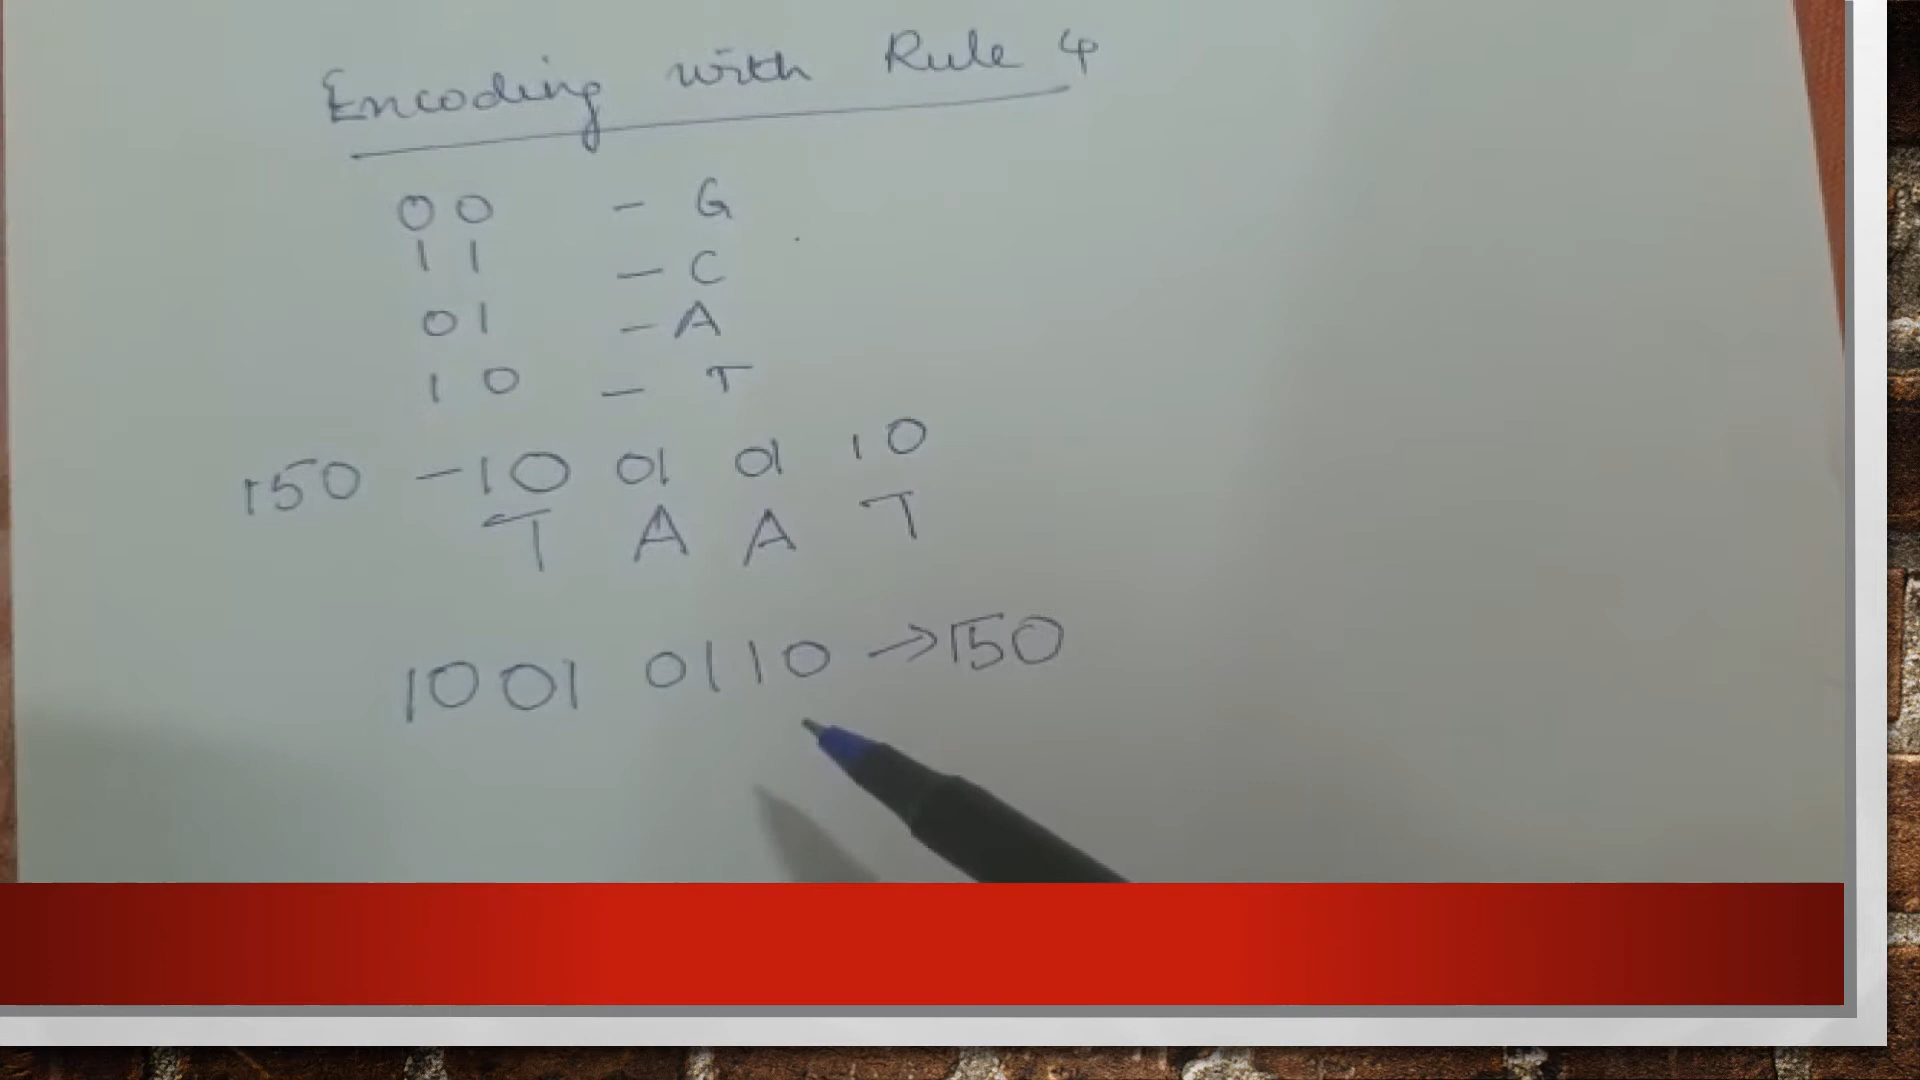 Encoding with Rule 4
00 - G
11 - C
01 - A
10 - T
150 - 10 01 01 10
T A A T
1001 0110 → 150